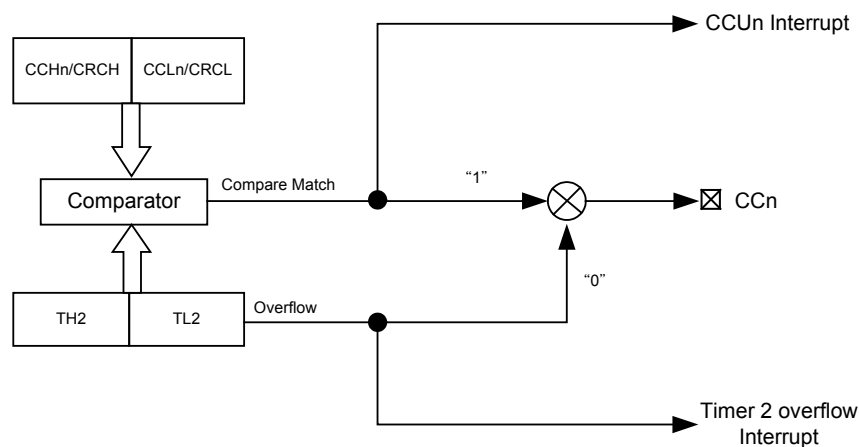 CCUn Interrupt
CCHn/CRCH
CCLn/CRCL
Comparator
Compare Match
“1”
CCn
“0”
TH2
TL2
Overflow
Timer 2 overflow
Interrupt